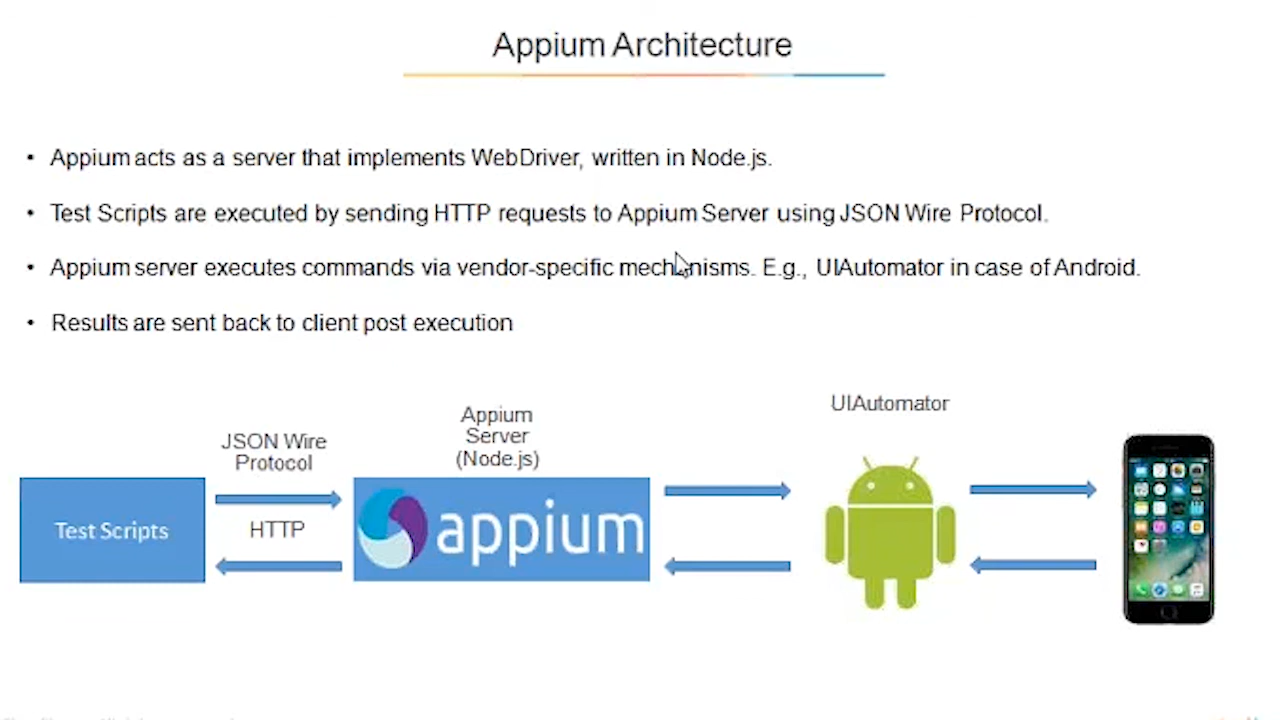 Appium Architecture
• Appium acts as a server that implements WebDriver, written in Node.js.
• Test Scripts are executed by sending HTTP requests to Appium Server using JSON Wire Protocol.
• Appium server executes commands via vendor-specific mechanisms. E.g., UIAutomator in case of Android.
• Results are sent back to client post execution
JSON Wire
Protocol
HTTP
Appium
Server
(Node.js)
UIAutomator
Test Scripts
appium